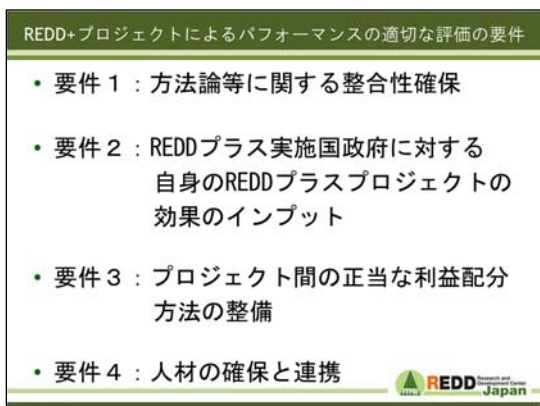 REDD+プロジェクトによるパフォーマンスの適切な評価の要件
• 要件１：方法論等に関する整合性確保
• 要件２：REDDプラス実施国政府に対する
自身のREDDプラスプロジェクトの
効果のインプット
• 要件３：プロジェクト間の正当な利益配分
方法の整備
• 要件４：人材の確保と連携
REDD Research and
Development Center
Japan